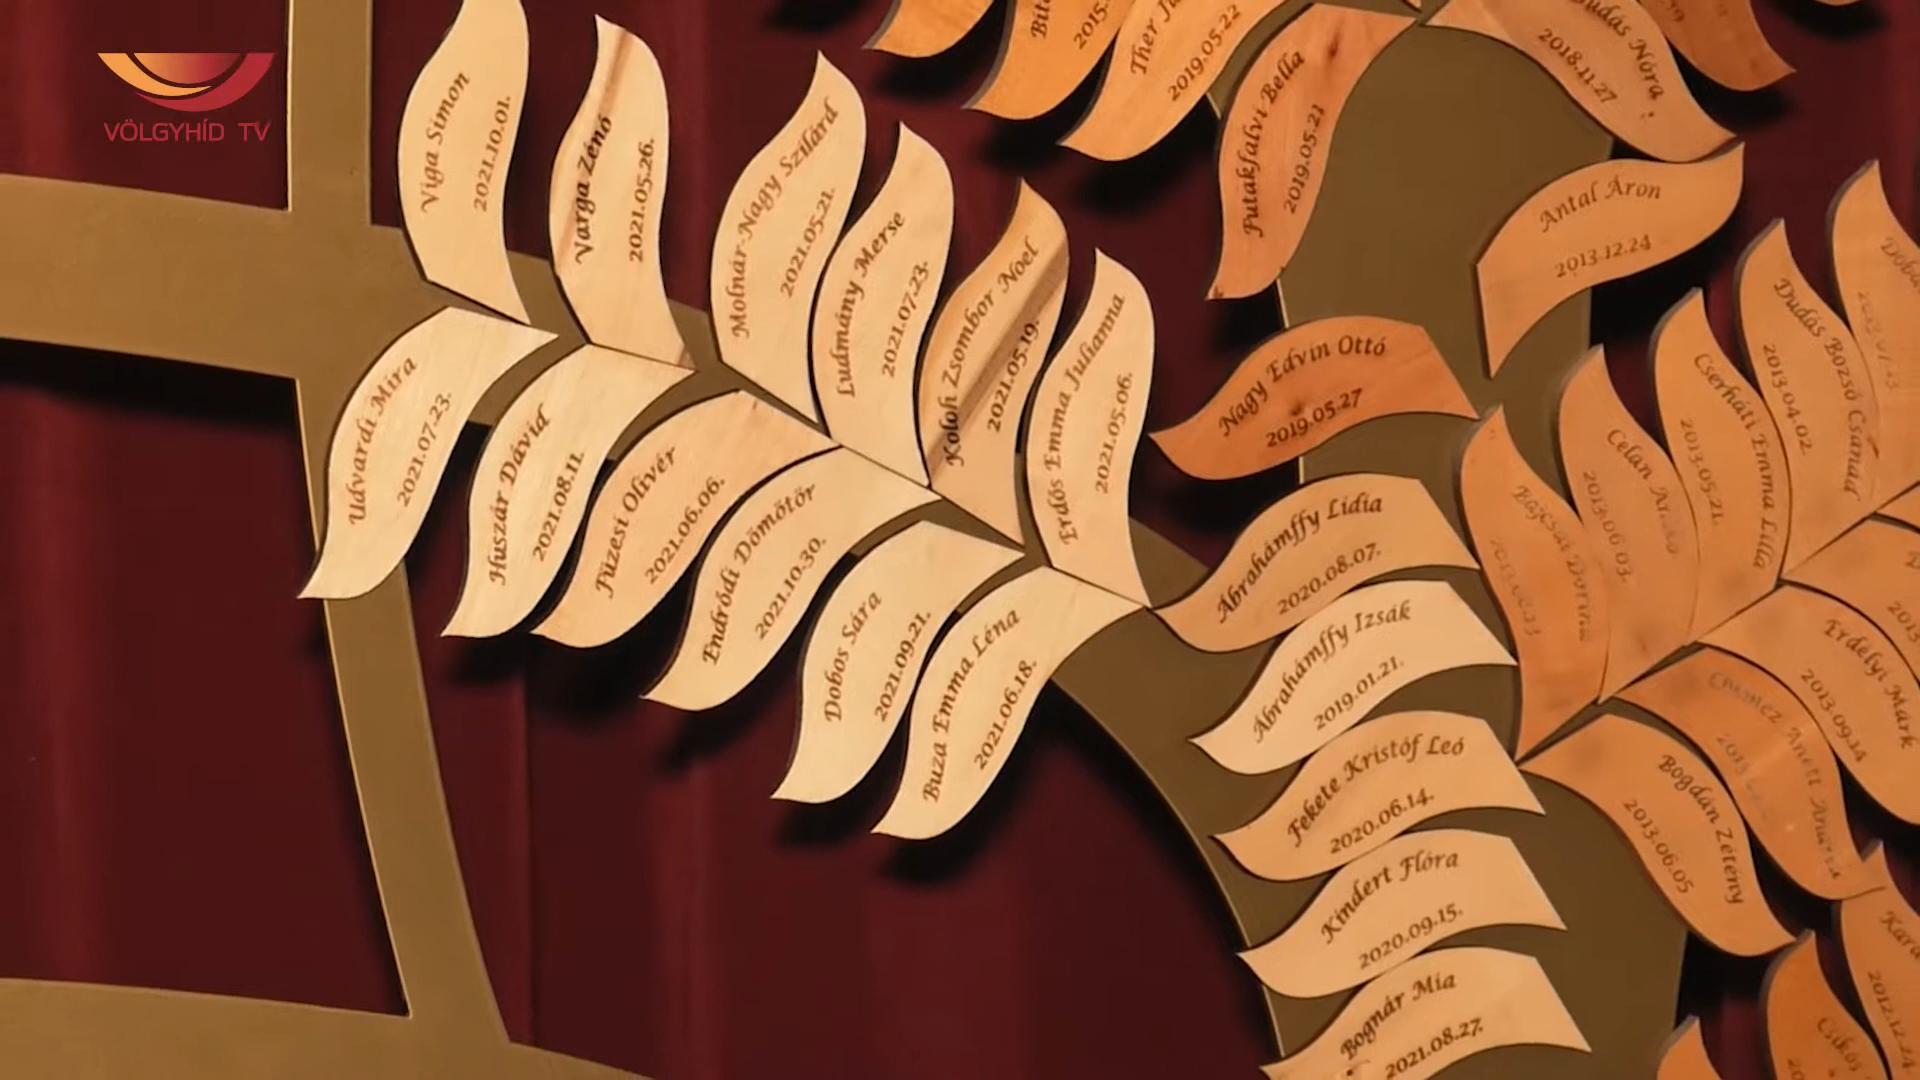 VÖLGYHÍD TV
Viga Simon
2021.10.01.
Varga Zénó
2021.05.26.
Molnár-Nagy Szilárd
2021.05.21.
Ludmány Merse
2021.07.23.
Koloh Zsombor Noel
2021.05.19.
Erdős Emma Julianna
2021.05.06.
Udvardi Mira
2021.07.23.
Huszár Dávid
2021.08.11.
Füzesi Olivér
2021.06.06.
Endrődi Dömötör
2021.10.30.
Dobos Sára
2021.09.21.
Buza Emma Léna
2021.06.18.
2015.
Ther
2019.05.22
Futakfalvi Bella
2019.05.21
Dudás Nóra
2018.11.27
Antal Áron
2013.12.24
Nagy Edvin Ottó
2019.05.27
Ábrahámffy Lídia
2020.08.07.
Ábrahámffy Izsák
2019.01.21.
Fekete Kristóf Leó
2020.06.14.
Kindert Flóra
2020.09.15.
Bognár Mia
2021.08.27.
Dudás Bozsó Csanád
2013.04.02.
Cserháti Emma Lilla
2013.05.21.
Celan
2013.06.03.
Erdélyi Márk
2013.09.14
Anett
Bogdán Zétény
2013.06.05
2012.12.24